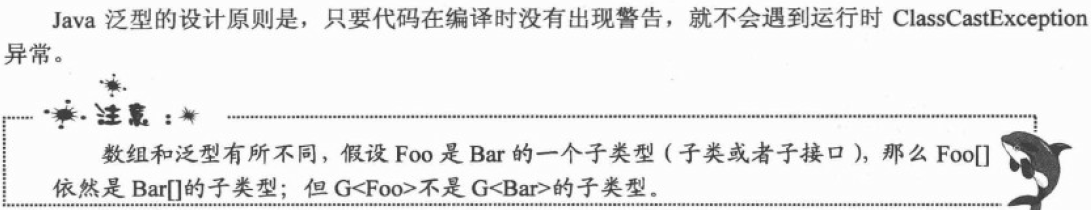 Java 泛型的设计原则是，只要代码在编译时没有出现警告，就不会遇到运行时 ClassCastException
异常。
注意：
数组和泛型有所不同，假设 Foo 是 Bar 的一个子类型（子类或者子接口），那么 Foo[]
依然是 Bar[]的子类型；但 G<Foo>不是 G<Bar>的子类型。